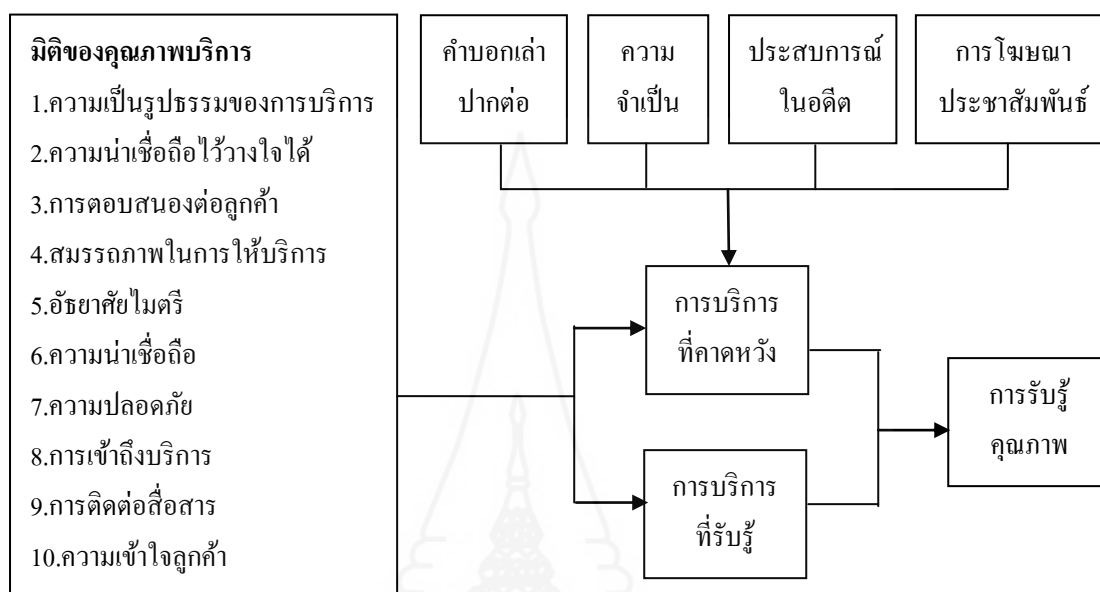 มิติของคุณภาพบริการ
1.ความเป็นรูปธรรมของการบริการ
2.ความน่าเชื่อถือไว้วางใจได้
3.การตอบสนองต่อลูกค้า
4.สมรรถภาพในการให้บริการ
5.อัธยาศัยไมตรี
6.ความน่าเชื่อถือ
7.ความปลอดภัย
8.การเข้าถึงบริการ
9.การติดต่อสื่อสาร
10.ความเข้าใจลูกค้า
คำบอกเล่า
ปากต่อ
ความ
จำเป็น
ประสบการณ์
ในอดีต
การโฆษณา
ประชาสัมพันธ์
การบริการ
ที่คาดหวัง
การบริการ
ที่รับรู้
การรับรู้
คุณภาพ